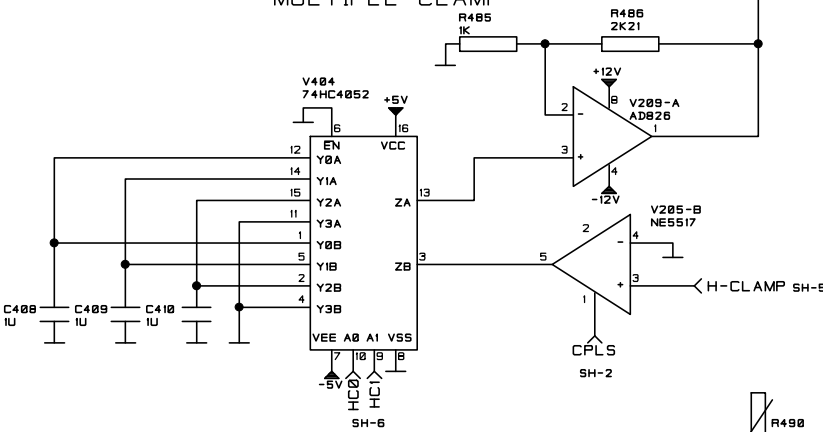 MULTIPLE CLAMP
R485
1K
R486
2K21
+12V
8
V209-A
AD826
2
-
1
3
+
4
-12V
V404
74HC4052
+5V
6
16
EN
VCC
12
Y0A
14
Y1A
15
Y2A
ZA
13
11
Y3A
1
Y0B
5
Y1B
ZB
3
2
Y2B
4
Y3B
VEE A0 A1 VSS
7
10
9
8
-5V
HC0
HC1
SH-6
C408
1U
C409
1U
C410
1U
V205-B
NE5517
2
-
4
5
+
3
1
H-CLAMP SH-5
CPLS
SH-2
R490